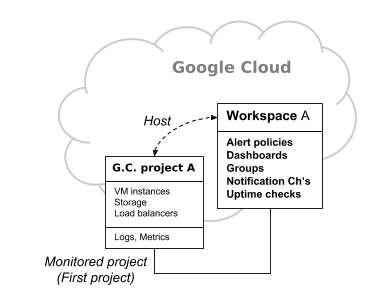 Google Cloud
Host
Workspace A
Alert policies
Dashboards
Groups
Notification Ch's
Uptime checks
G.C. project A
VM instances
Storage
Load balancers
Logs, Metrics
Monitored project
(First project)